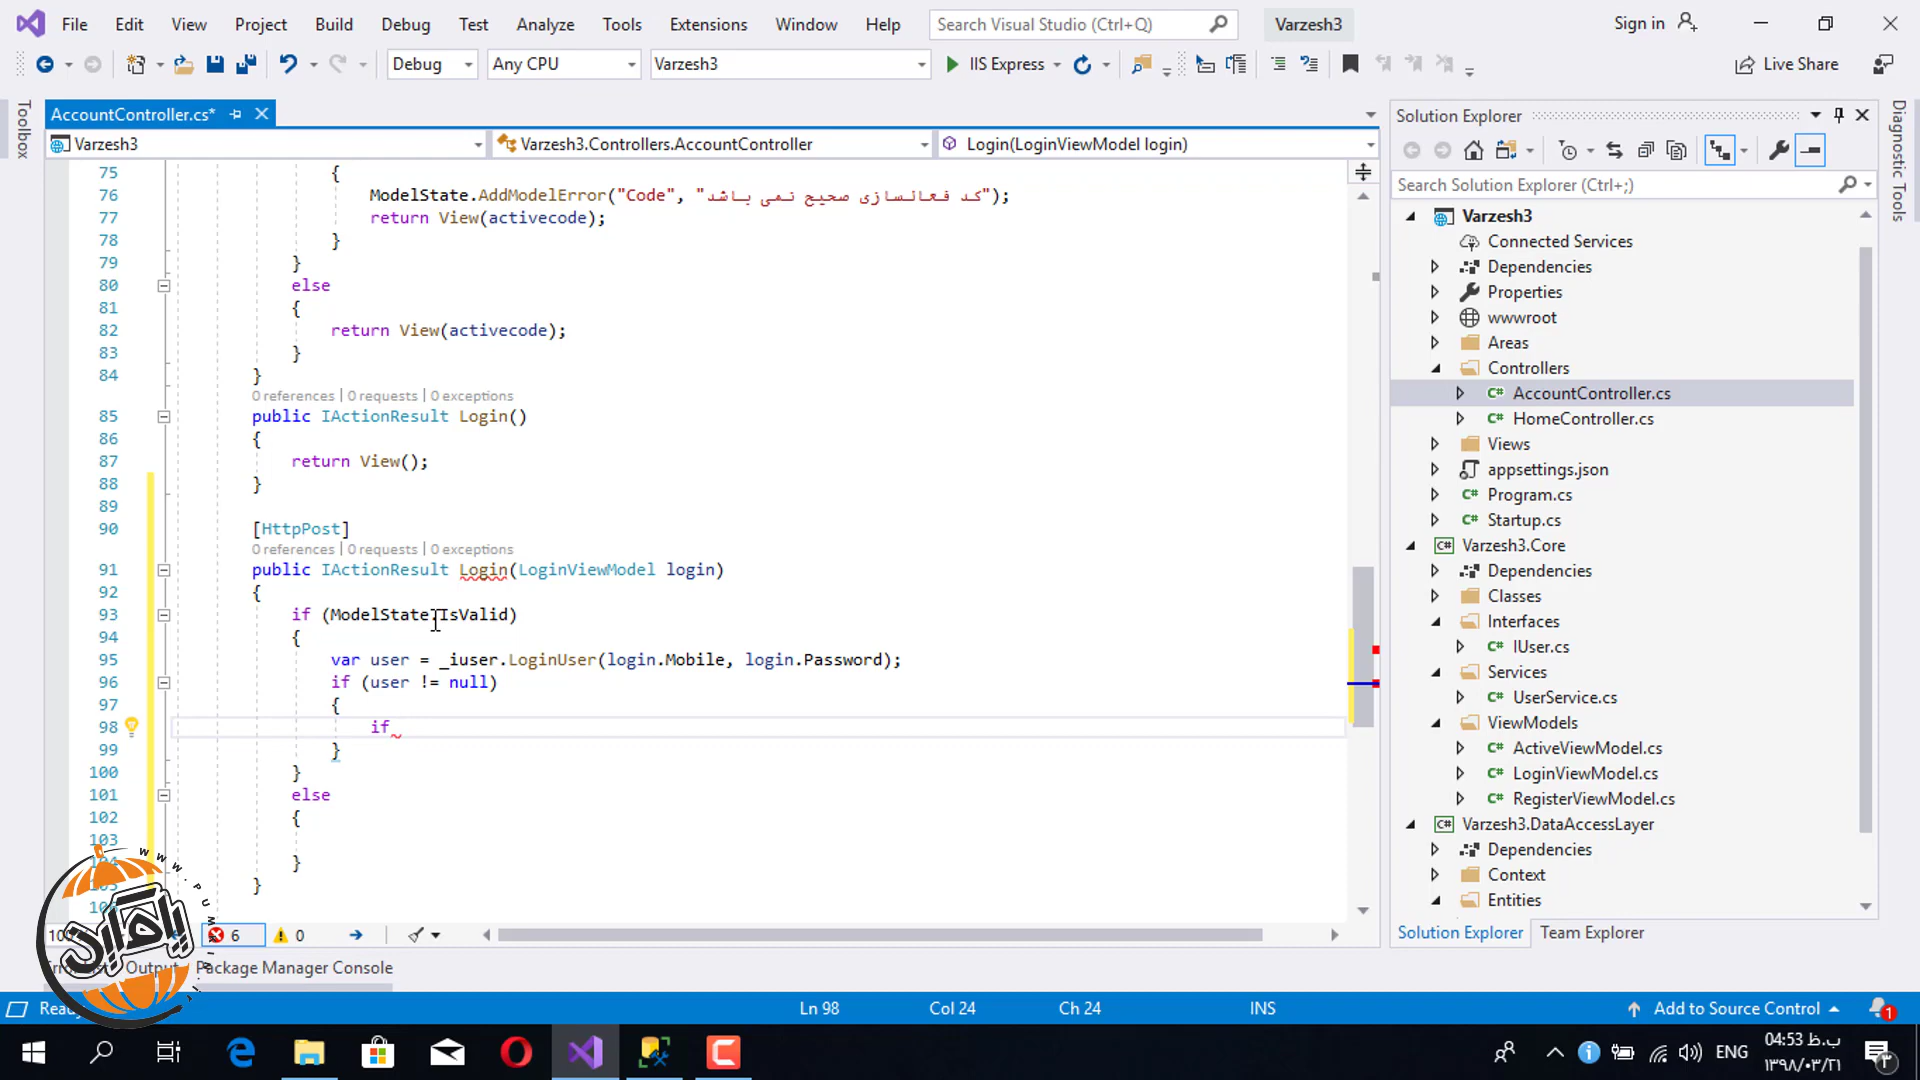 File Edit View Project Build Debug Test Analyze Tools Extensions Window Help Search Visual Studio (Ctrl+Q) Varzesh3 Sign in
Debug Any CPU Varzesh3 IIS Express Live Share
Toolbox
AccountController.cs*
Varzesh3 Varzesh3.Controllers.AccountController Login(LoginViewModel login)
75 {
76 ModelState.AddModelError("Code", "کد فعالسازی صحیح نمی باشد");
77 return View(activecode);
78 }
79 }
80 else
81 {
82 return View(activecode);
83 }
84 }
0 references | 0 requests | 0 exceptions
85 public IActionResult Login()
86 {
87 return View();
88 }
89
90 [HttpPost]
0 references | 0 requests | 0 exceptions
91 public IActionResult Login(LoginViewModel login)
92 {
93 if (ModelState.IsValid)
94 {
95 var user = _iuser.LoginUser(login.Mobile, login.Password);
96 if (user != null)
97 {
98 if
99 }
100 }
101 else
102 {
103
}
}
6 0
Output Package Manager Console
Solution Explorer
Search Solution Explorer (Ctrl+;)
Varzesh3
Connected Services
Dependencies
Properties
wwwroot
Areas
Controllers
C# AccountController.cs
C# HomeController.cs
Views
appsettings.json
C# Program.cs
C# Startup.cs
C# Varzesh3.Core
Dependencies
Classes
Interfaces
C# IUser.cs
Services
C# UserService.cs
ViewModels
C# ActiveViewModel.cs
C# LoginViewModel.cs
C# RegisterViewModel.cs
C# Varzesh3.DataAccessLayer
Dependencies
Context
Entities
Solution Explorer Team Explorer
Diagnostic Tools
Ln 98 Col 24 Ch 24 INS Add to Source Control 1
ENG 04:53 ب.ظ
۱۳۹۸/۰۳/۲۱
۳